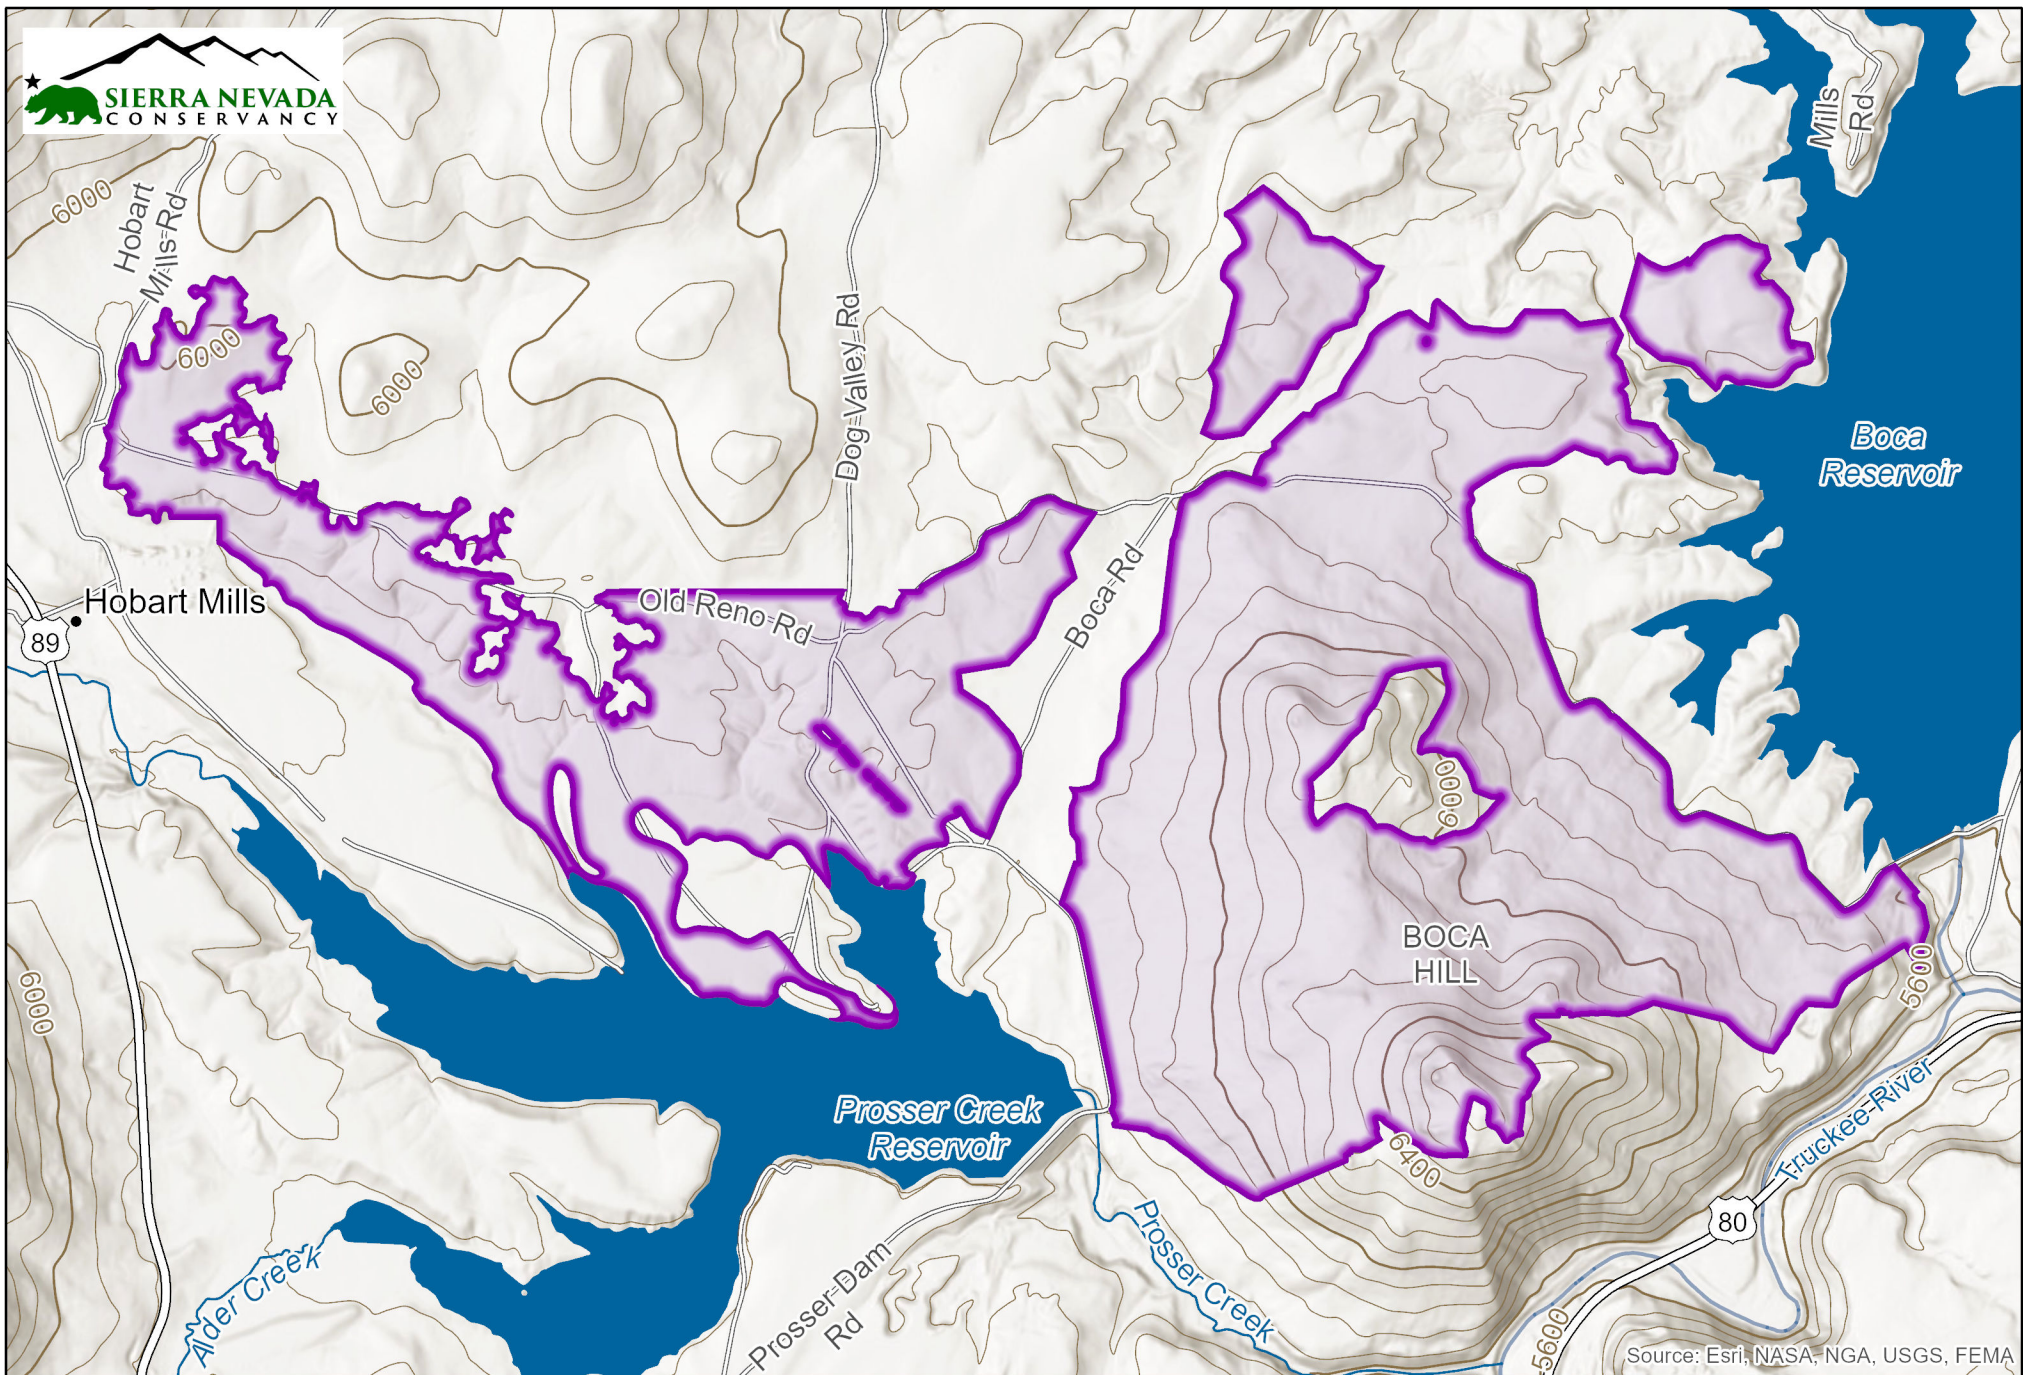 SIERRA NEVADA
CONSERVANCY
Mills
Rd
6000
Hobart
Mills Rd
6000
6000
Dog Valley Rd
Boca
Reservoir
Boca Rd
Old Reno Rd
Hobart Mills
89
6000
BOCA
HILL
6000
5600
Prosser Creek
Reservoir
Truckee River
6400
80
Prosser Creek
Alder Creek
Prosser Dam
Rd
5600
Source: Esri, NASA, NGA, USGS, FEMA